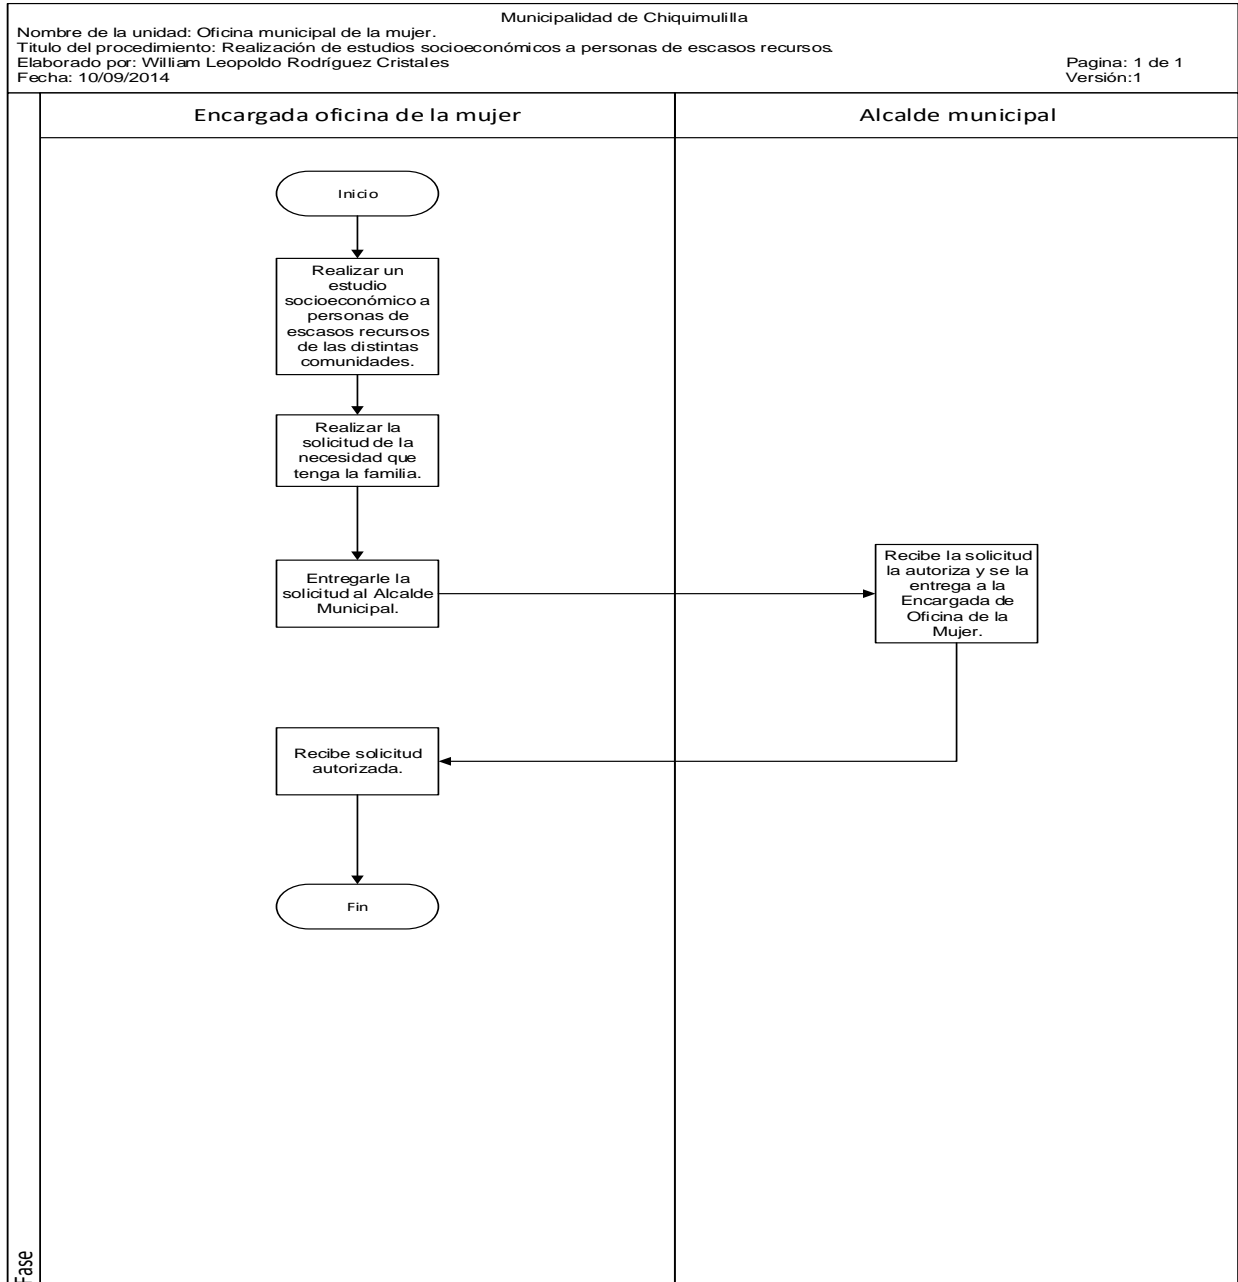 Municipalidad de Chiquimulilla
Nombre de la unidad: Oficina municipal de la mujer.
Titulo del procedimiento: Realización de estudios socioeconómicos a personas de escasos recursos.
Elaborado por: William Leopoldo Rodríguez Cristales
Pagina: 1 de 1
Fecha: 10/09/2014
Versión:1
Encargada oficina de la mujer
Alcalde municipal
Inicio
Realizar un
estudio
socioeconómico a
personas de
escasos recursos
de las distintas
comunidades.
Realizar la
solicitud de la
necesidad que
tenga la familia.
Entregarle la
solicitud al Alcalde
Municipal.
Recibe la solicitud
la autoriza y se la
entrega a la
Encargada de
Oficina de la
Mujer.
Recibe solicitud
autorizada.
Fin
Fase